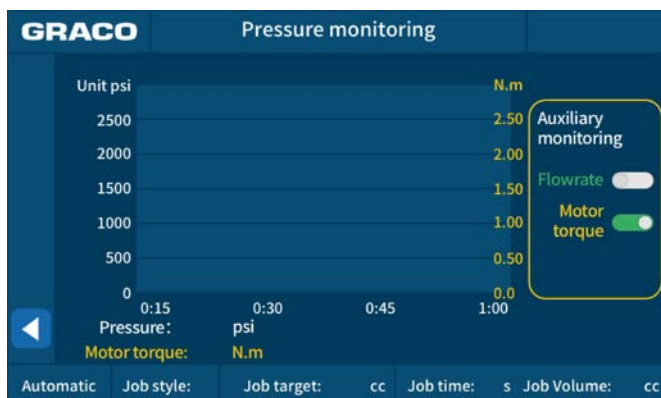 GRACO Pressure monitoring
Unit psi N.m
2500 2.50
2000 2.00
1500 1.50
1000 1.00
500 0.50
0 0.0
0:15 0:30 0:45 1:00
Auxiliary
monitoring
Flowrate
Motor
torque
Pressure: psi
Motor torque: N.m
Automatic Job style: Job target: cc Job time: s Job Volume: cc